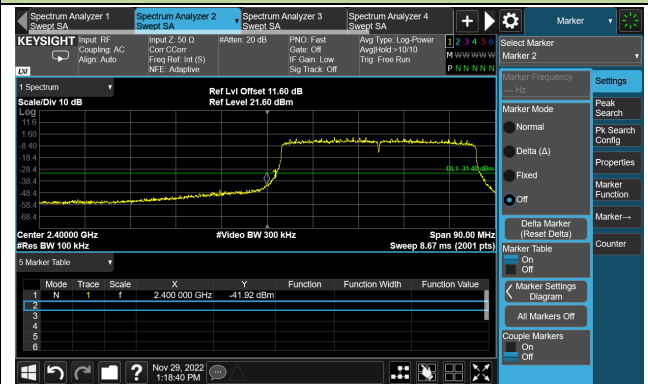 Spectrum Analyzer 1
Swept SA
Spectrum Analyzer 2
Swept SA
Spectrum Analyzer 3
Swept SA
Spectrum Analyzer 4
Swept SA
+
Marker
KEYSIGHT
LXI
Input: RF
Coupling: AC
Align: Auto
Input Z: 50 Ω
Corr CCorr
Freq Ref: Int (S)
NFE: Adaptive
#Atten: 20 dB
PNO: Fast
Gate: Off
IF Gain: Low
Sig Track: Off
Avg Type: Log-Power
Avg|Hold:>10/10
Trig: Free Run
1 2 3 4 5 6
M W W W W W
P N N N N N
Select Marker
Marker 2
1 Spectrum
Scale/Div 10 dB
Ref Lvl Offset 11.60 dB
Ref Level 21.60 dBm
Log
11.6
1.60
-8.40
-18.4
-28.4
-38.4
-48.4
-58.4
-68.4
1
DL1 -31.40 dBm
Center 2.40000 GHz
#Res BW 100 kHz
#Video BW 300 kHz
Span 90.00 MHz
Sweep 8.67 ms (2001 pts)
5 Marker Table
Mode Trace Scale X Y Function Function Width Function Value
1 N 1 f 2.400 000 GHz -41.92 dBm
2
3
4
5
6
Marker Frequency
--- Hz
Marker Mode
Normal
Delta (Δ)
Fixed
Off
Delta Marker
(Reset Delta)
Marker Table
On
Off
Marker Settings
Diagram
All Markers Off
Couple Markers
On
Off
Settings
Peak
Search
Pk Search
Config
Properties
Marker
Function
Marker→
Counter
?
Nov 29, 2022
1:18:40 PM